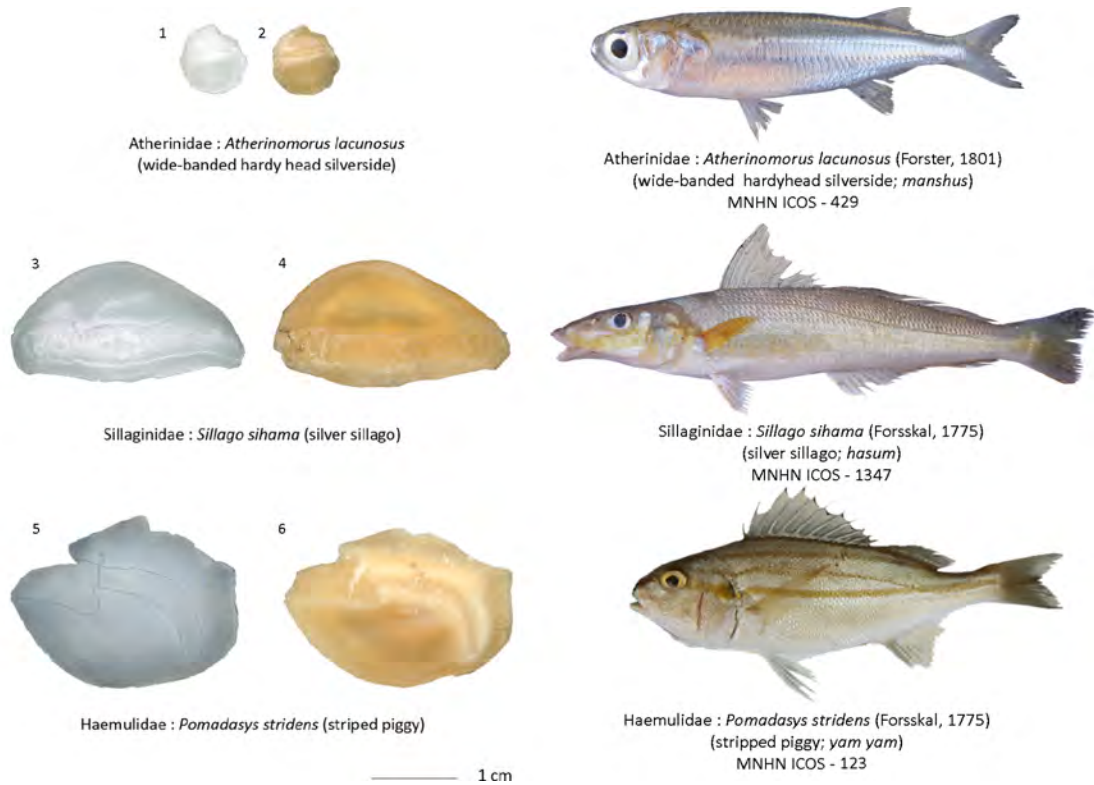 1
2
Atherinidae : Atherinomorus lacunosus
(wide-banded hardy head silverside)
Atherinidae : Atherinomorus lacunosus (Forster, 1801)
(wide-banded hardyhead silverside; manshus)
MNHN ICOS - 429
3
4
Sillaginidae : Sillago sihama (silver sillago)
Sillaginidae : Sillago sihama (Forsskal, 1775)
(silver sillago; hasum)
MNHN ICOS - 1347
5
6
Haemulidae : Pomadasys stridens (striped piggy)
Haemulidae : Pomadasys stridens (Forsskal, 1775)
(stripped piggy; yam yam)
MNHN ICOS - 123
1 cm